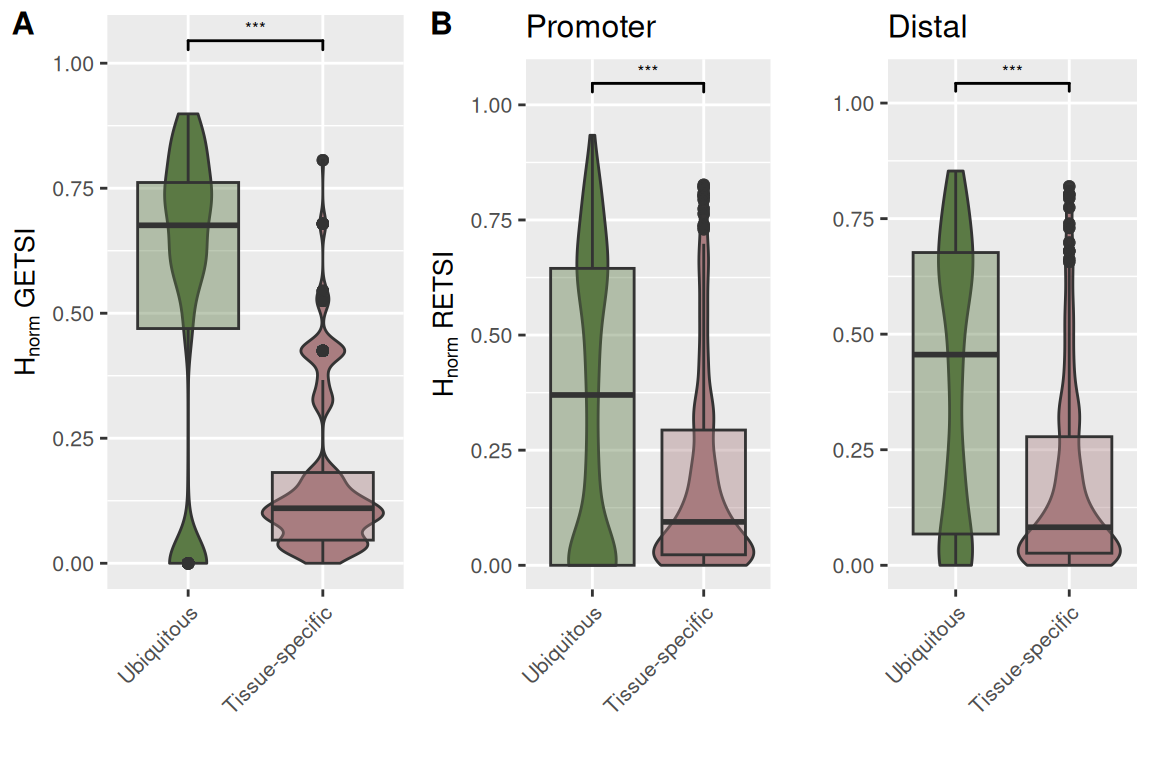 A
***
1.00
0.75
0.50
0.25
0.00
Hnorm GETSI
Ubiquitous
Tissue-specific
B
Promoter
***
1.00
0.75
0.50
0.25
0.00
Hnorm RETSI
Ubiquitous
Tissue-specific
Distal
***
1.00
0.75
0.50
0.25
0.00
Ubiquitous
Tissue-specific